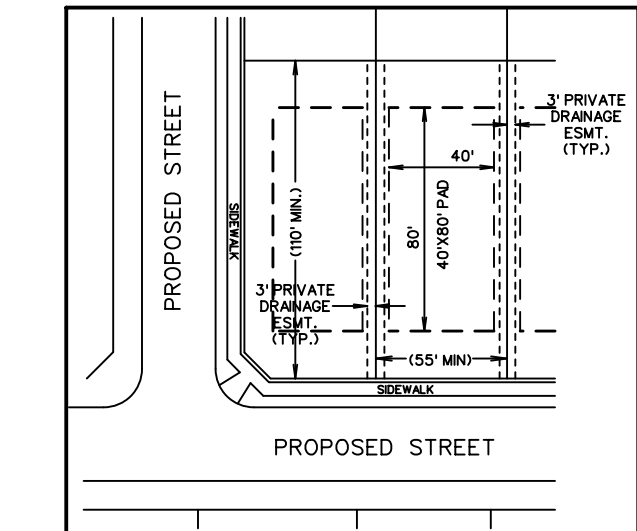 PROPOSED STREET
SIDEWALK
(110' MIN.)
3' PRIVATE
DRAINAGE
ESMT.
(TYP.)
40'
80'
40'X80' PAD
3' PRIVATE
DRAINAGE
ESMT.
(TYP.)
(55' MIN)
SIDEWALK
PROPOSED STREET